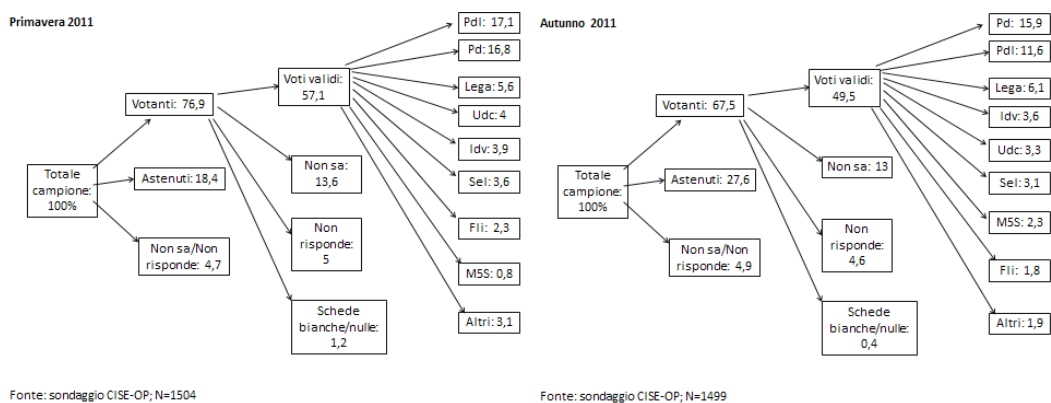 Primavera 2011
Pdl: 17,1
Pd: 16,8
Voti validi:
57,1
Lega: 5,6
Votanti: 76,9
Udc: 4
Idv: 3,9
Totale
campione:
100%
Astenuti: 18,4
Non sa:
13,6
Sel: 3,6
Non
risponde:
5
Fli: 2,3
Non sa/Non
risponde: 4,7
M5S: 0,8
Schede
bianche/nulle:
1,2
Altri: 3,1
Fonte: sondaggio CISE-OP; N=1504
Autunno 2011
Pd: 15,9
Pdl: 11,6
Voti validi:
49,5
Lega: 6,1
Votanti: 67,5
Idv: 3,6
Udc: 3,3
Totale
campione:
100%
Astenuti: 27,6
Non sa: 13
Sel: 3,1
M5S: 2,3
Non
risponde:
4,6
Non sa/Non
risponde: 4,9
Fli: 1,8
Schede
bianche/nulle:
0,4
Altri: 1,9
Fonte: sondaggio CISE-OP; N=1499